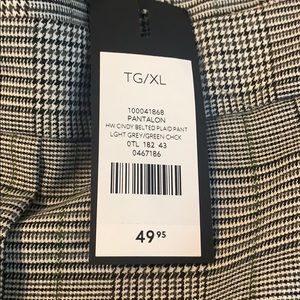 TG/XL
100041868
PANTALON
HW CINDY BELTED PLAID PANT
LGHT GREY/GREEN CHCK
0TL 182 43
0467186
49 95